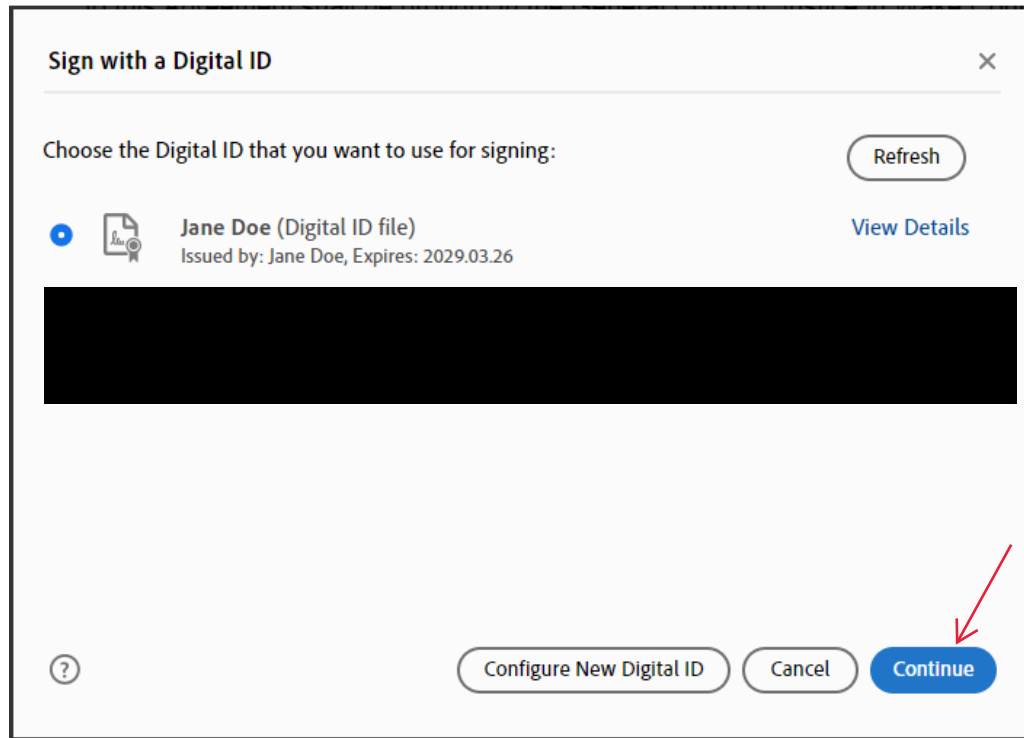 Sign with a Digital ID
Choose the Digital ID that you want to use for signing:
Refresh
Jane Doe (Digital ID file)
View Details
Issued by: Jane Doe, Expires: 2029.03.26
?
Configure New Digital ID
Cancel
Continue